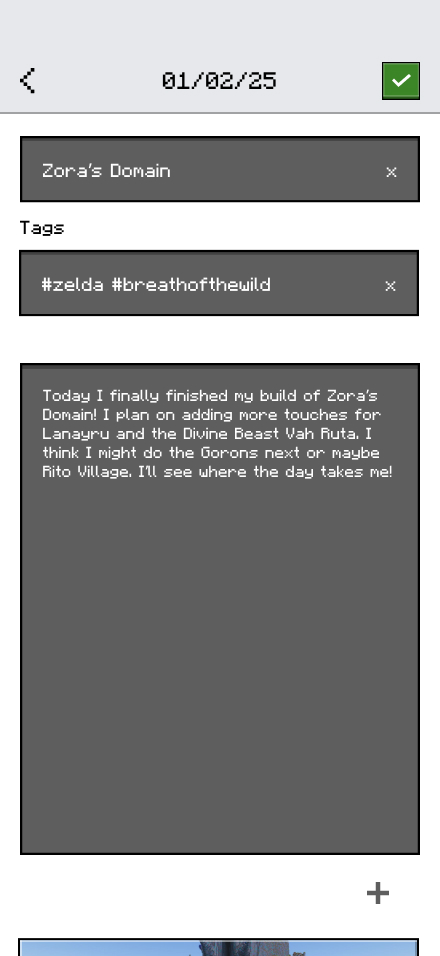 01/02/25
Zora's Domain
x
Tags
#zelda #breathofthewild
x
Today I finally finished my build of Zora's
Domain! I plan on adding more touches for
Lanayru and the Divine Beast Vah Ruta. I
think I might do the Gorons next or maybe
Rito Village. I'll see where the day takes me!